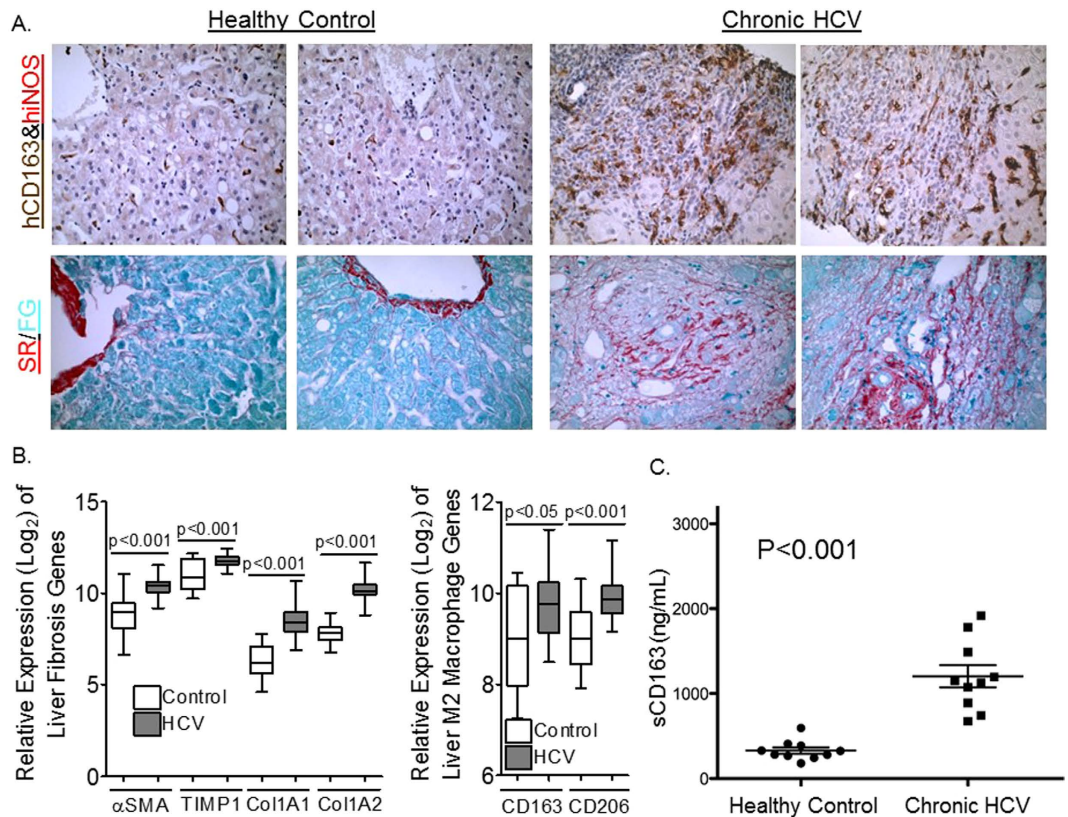 A.
Healthy Control
Chronic HCV
hCD163&hiNOS
SR/FG
B.
Relative Expression (Log2) of
Liver Fibrosis Genes
15
10
5
0
p<0.001
p<0.001
p<0.001
p<0.001
Control
HCV
αSMA TIMP1 Col1A1 Col1A2
Relative Expression (Log2) of
Liver M2 Macrophage Genes
12
10
8
6
p<0.05 p<0.001
Control
HCV
CD163 CD206
C.
sCD163 (ng/mL)
3000
2000
1000
0
P<0.001
Healthy Control Chronic HCV